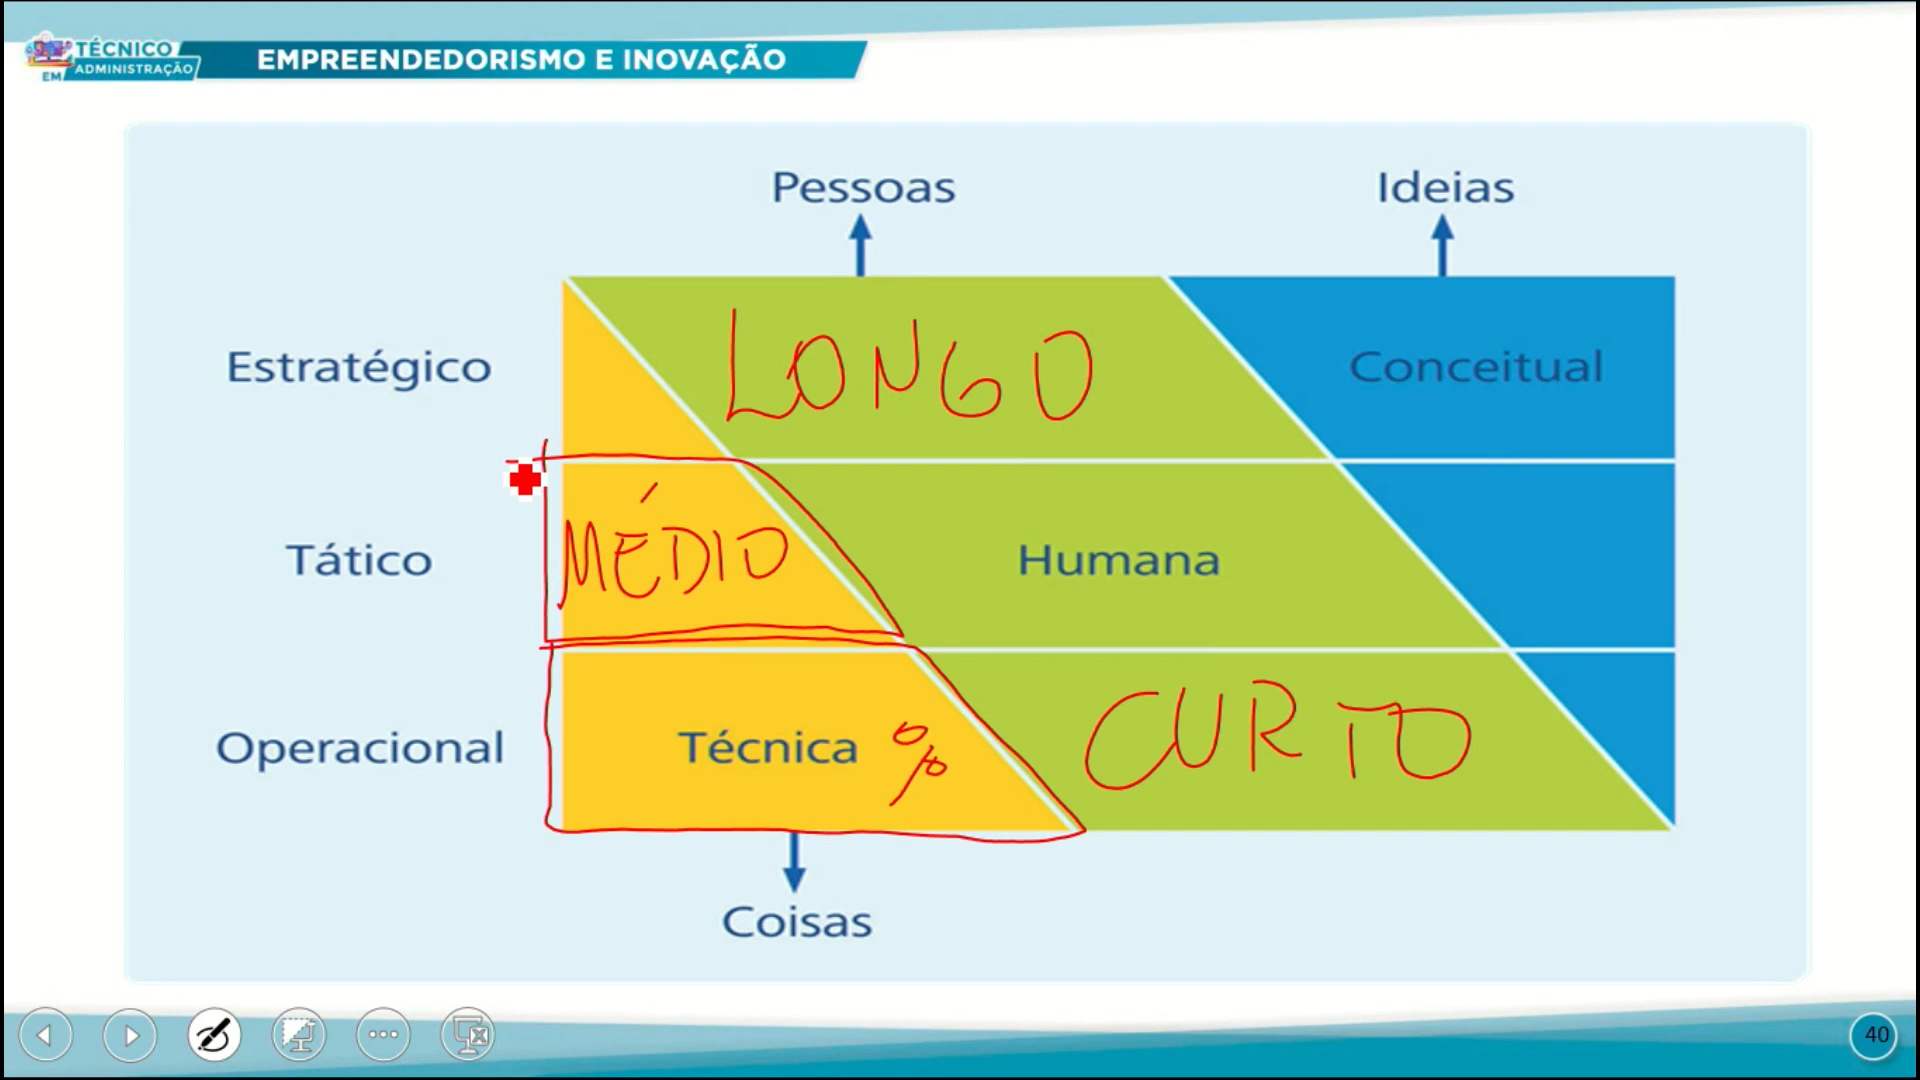 TÉCNICO
EM ADMINISTRAÇÃO
EMPREENDEDORISMO E INOVAÇÃO
Pessoas
Ideias
Estratégico
LONGO
Conceitual
Tático
MÉDIO
Humana
Operacional
Técnica %
CURTO
Coisas
40